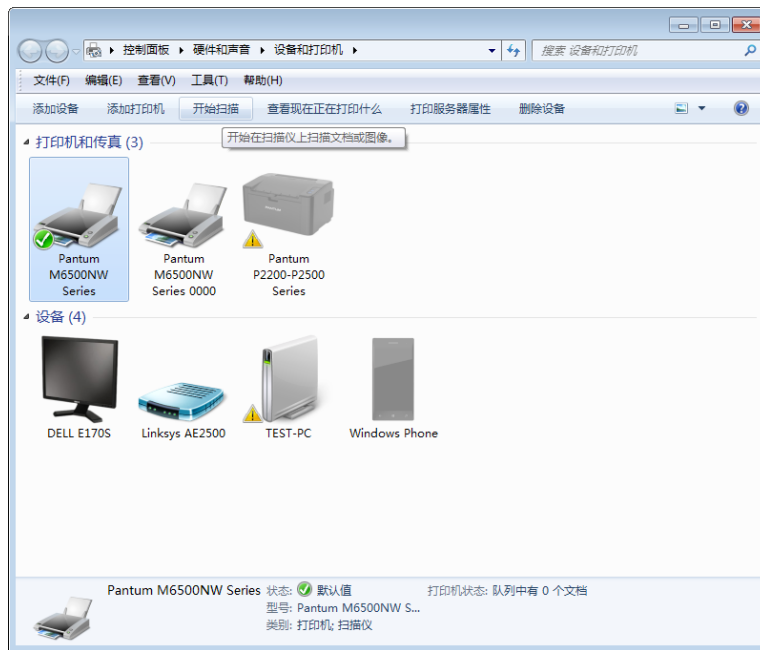 控制面板 硬件和声音 设备和打印机
搜索 设备和打印机
文件(F) 编辑(E) 查看(V) 工具(T) 帮助(H)
添加设备 添加打印机 开始扫描 查看现在正在打印什么 打印服务器属性 删除设备
开始在扫描仪上扫描文档或图像。
打印机和传真 (3)
Pantum
M6500NW
Series
Pantum
M6500NW
Series 0000
Pantum
P2200-P2500
Series
设备 (4)
DELL E170S
Linksys AE2500
TEST-PC
Windows Phone
Pantum M6500NW Series 状态: 默认值 打印机状态: 队列中有 0 个文档
型号: Pantum M6500NW S...
类别: 打印机; 扫描仪